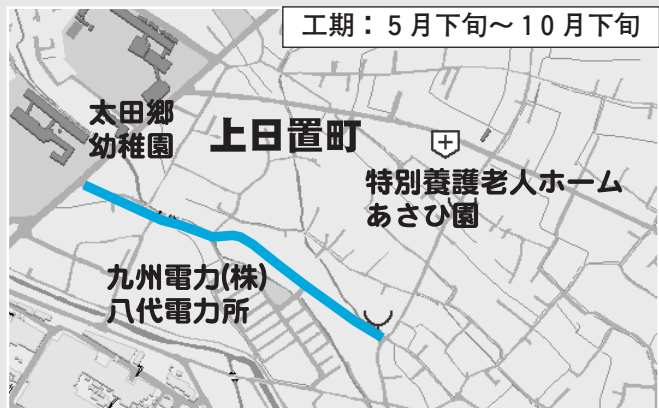 工期：５月下旬～１０月下旬
太田郷
幼稚園
上日置町
特別養護老人ホーム
あさひ園
九州電力(株)
八代電力所